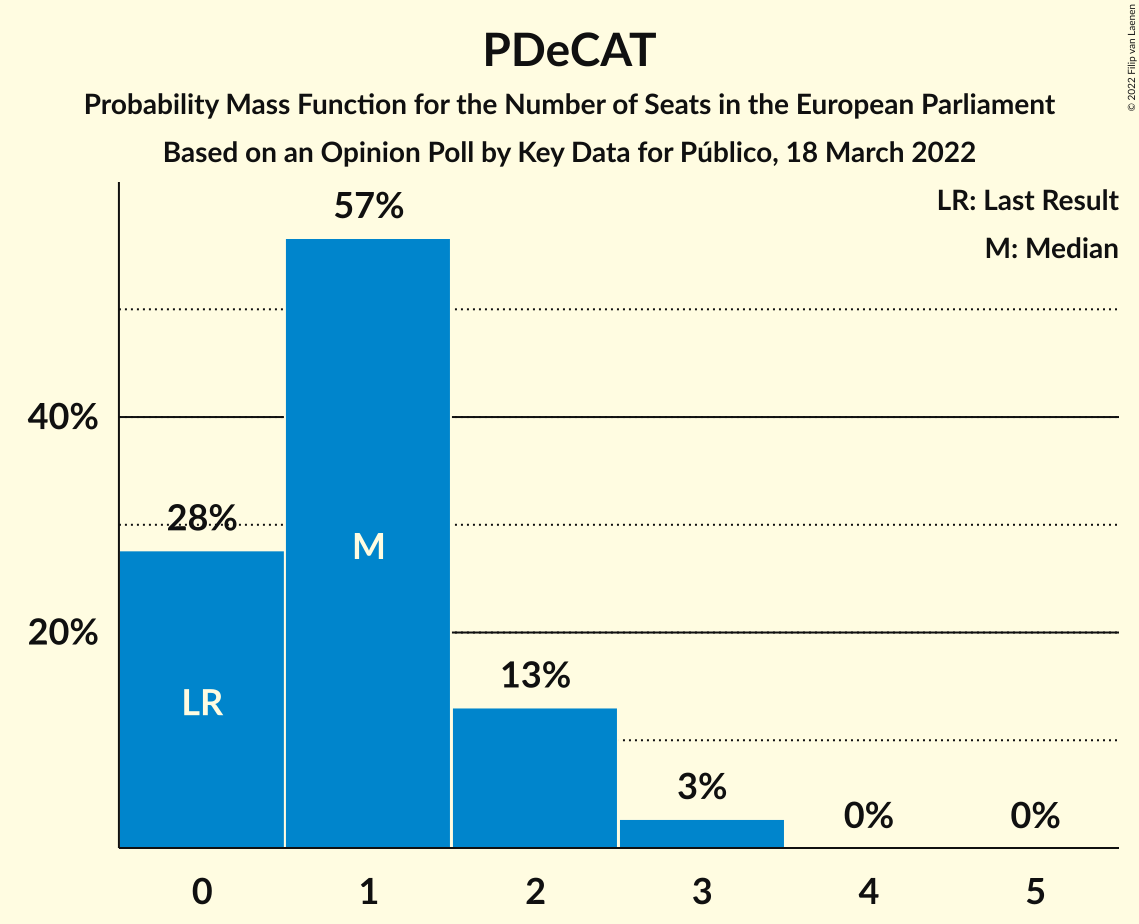 PDeCAT
Probability Mass Function for the Number of Seats in the European Parliament
Based on an Opinion Poll by Key Data for Público, 18 March 2022
© 2022 Filip van Laenen
LR: Last Result
M: Median
57%
40%
28%
M
20%
13%
LR
3%
0%
0%
0
1
2
3
4
5